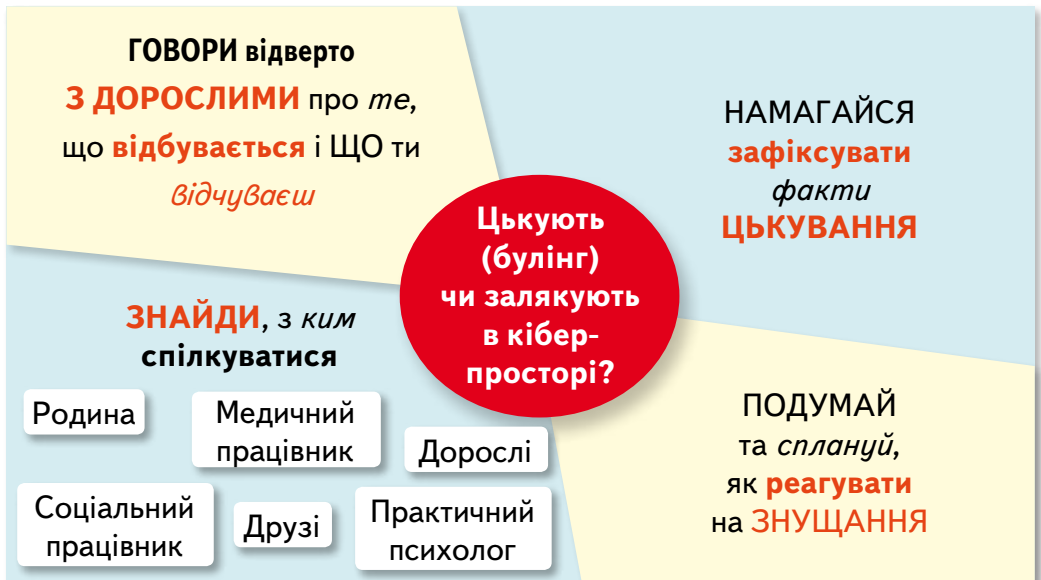 ГОВОРИ відверто
З ДОРОСЛИМИ про те,
що відбувається і ЩО ти
відчуваєш
НАМАГАЙСЯ
зафіксувати
факти
ЦЬКУВАННЯ
Цькують
(булінг)
чи залякують
в кібер-
просторі?
ЗНАЙДИ, з ким
спілкуватися
Родина
Медичний
працівник
Дорослі
Соціальний
працівник
Друзі
Практичний
психолог
ПОДУМАЙ
та сплануй,
як реагувати
на ЗНУЩАННЯ